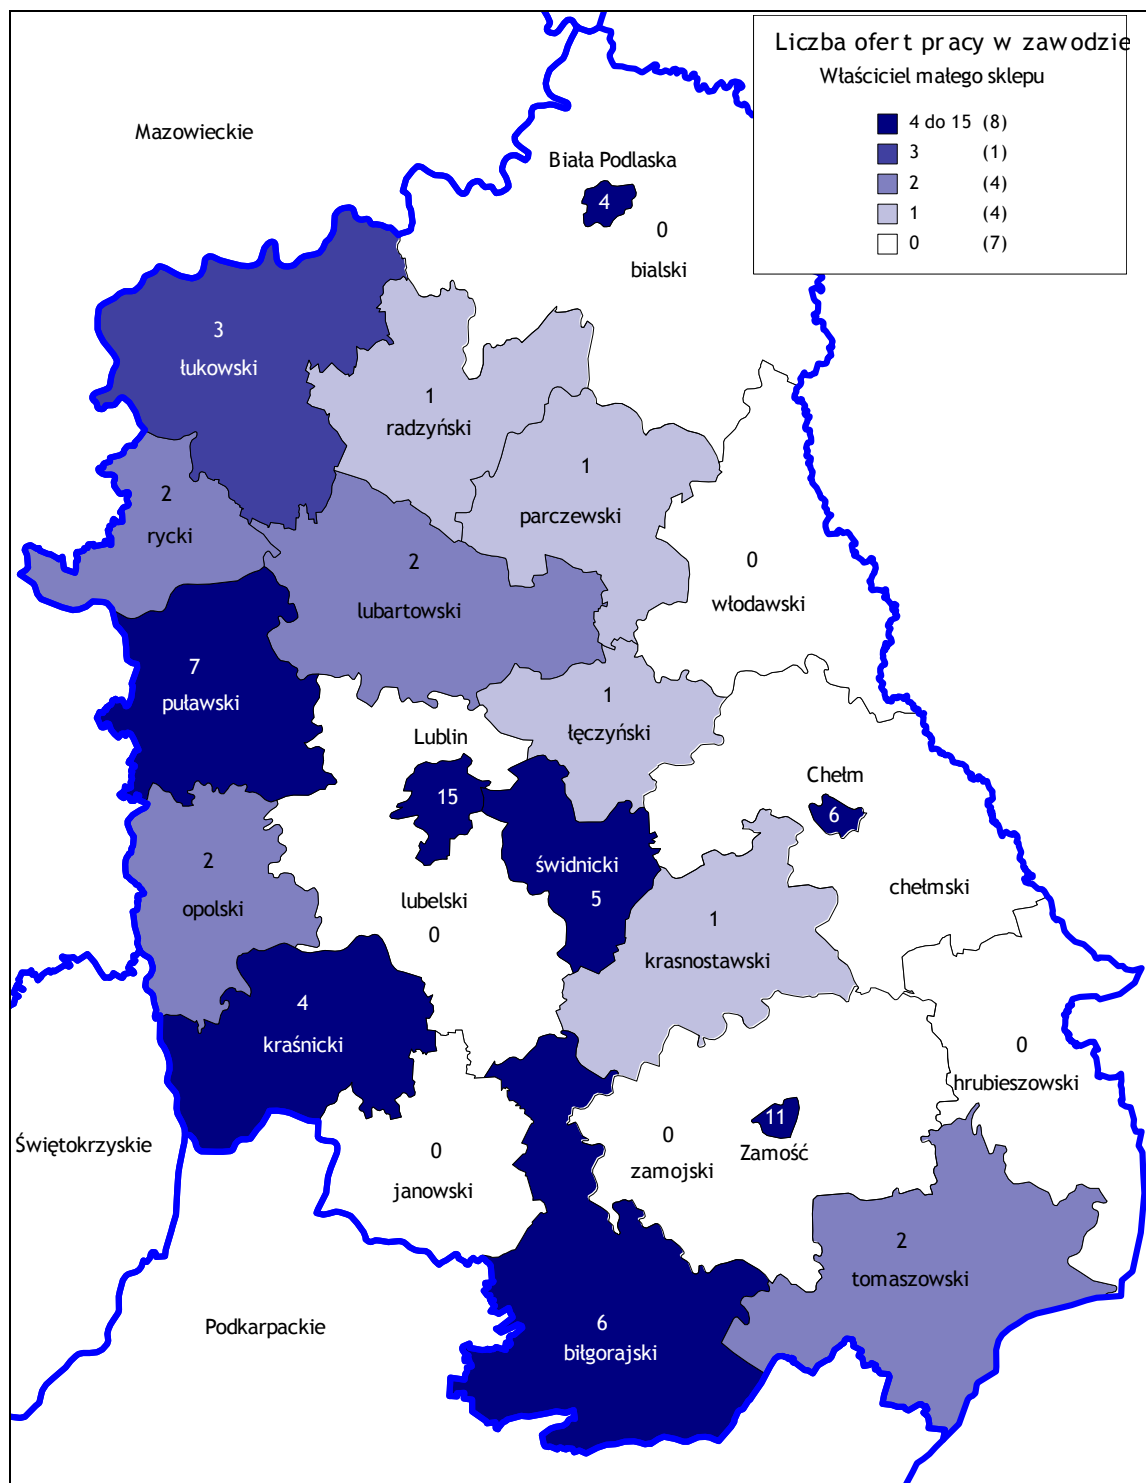 Liczba ofert pracy w zawodzie
Właściciel małego sklepu
4 do 15 (8)
3 (1)
2 (4)
1 (4)
0 (7)
Mazowieckie
Biała Podlaska
4
0
bialski
3
łukowski
1
radzyński
1
parczewski
2
rycki
2
lubartowski
0
włodawski
7
puławski
1
łęczyński
Lublin
15
Chełm
6
2
opolski
świdnicki
5
lubelski
0
chełmski
1
krasnostawski
4
kraśnicki
0
hrubieszowski
11
Zamość
0
zamojski
Świętokrzyskie
0
janowski
2
tomaszowski
6
biłgorajski
Podkarpackie